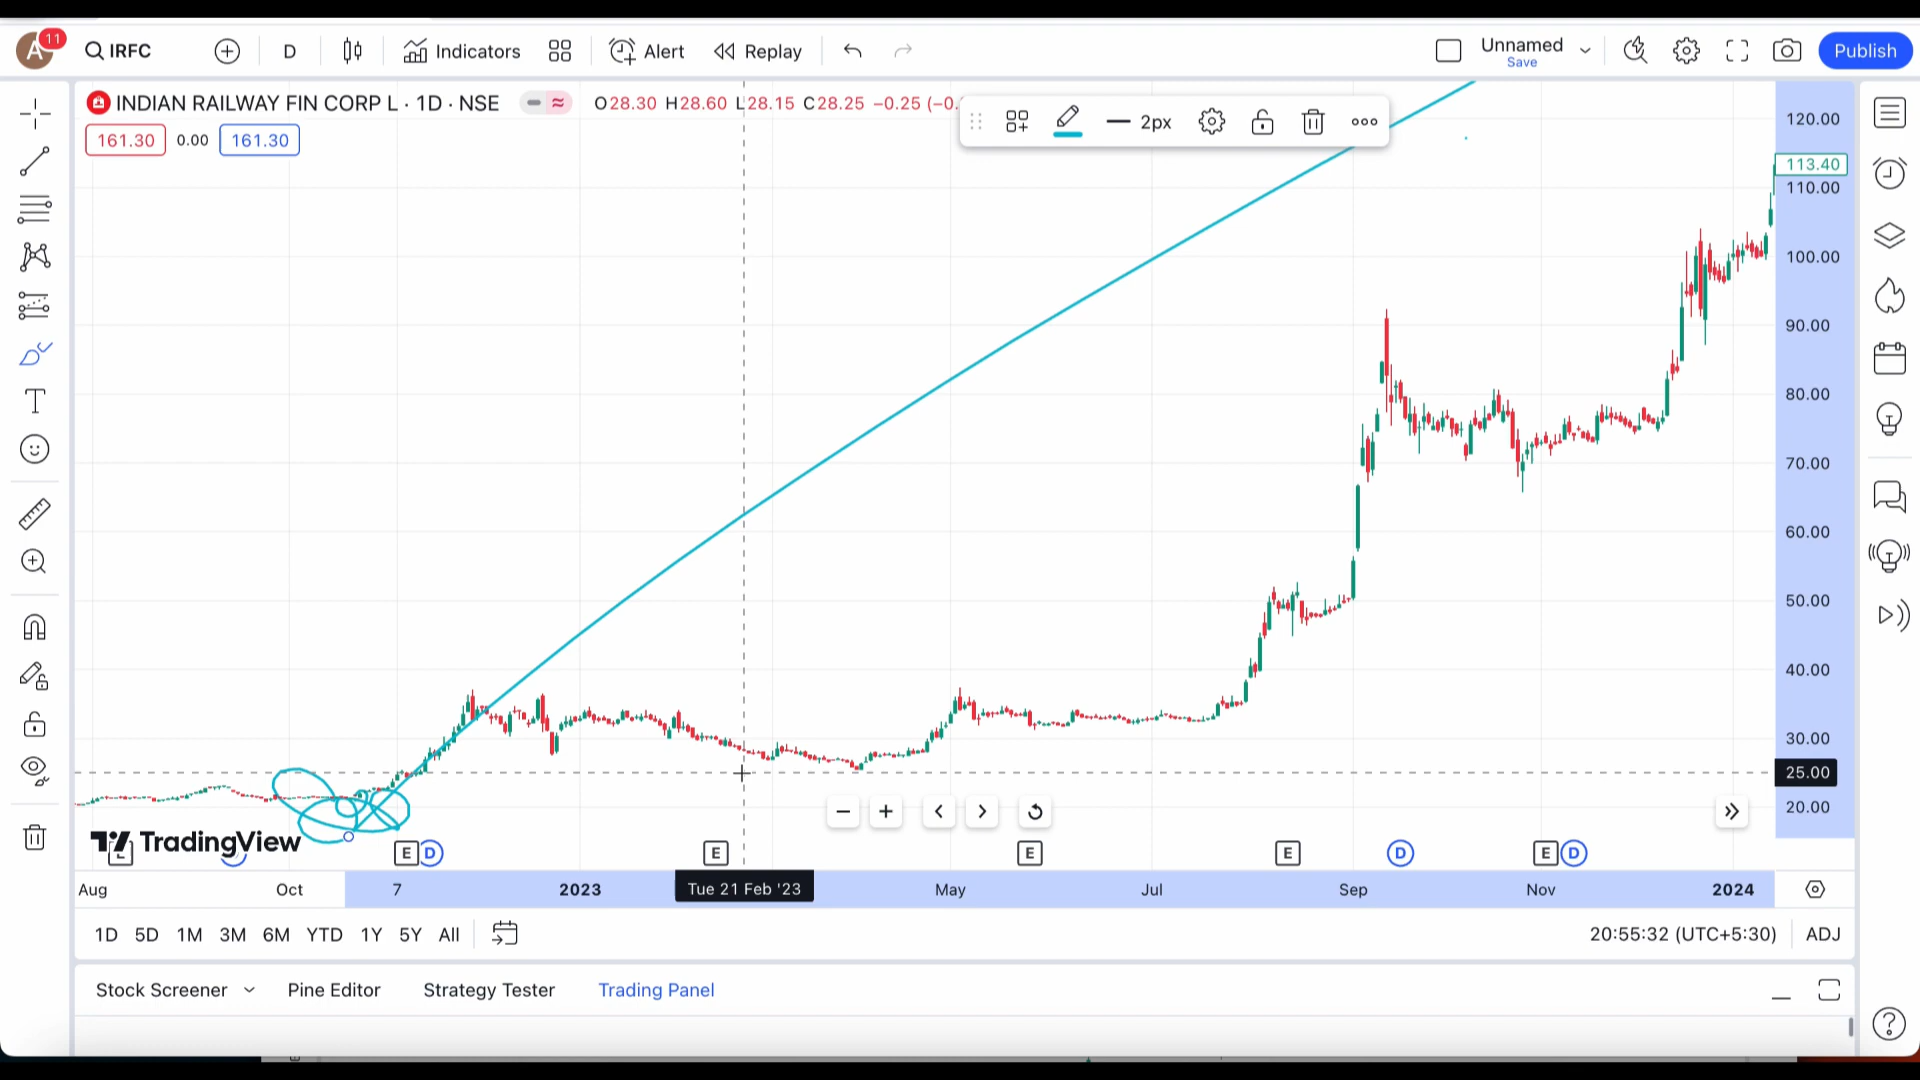 A 11 IRFC D Indicators Alert Replay Unnamed Save Publish
INDIAN RAILWAY FIN CORP L · 1D · NSE O28.30 H28.60 L28.15 C28.25 −0.25 (−0.
161.30 0.00 161.30
2px
120.00
113.40
110.00
100.00
90.00
80.00
70.00
60.00
50.00
40.00
30.00
25.00
20.00
TradingView
E D E E E D E D
Aug Oct 7 2023 Tue 21 Feb '23 May Jul Sep Nov 2024
1D 5D 1M 3M 6M YTD 1Y 5Y All 20:55:32 (UTC+5:30) ADJ
Stock Screener Pine Editor Strategy Tester Trading Panel